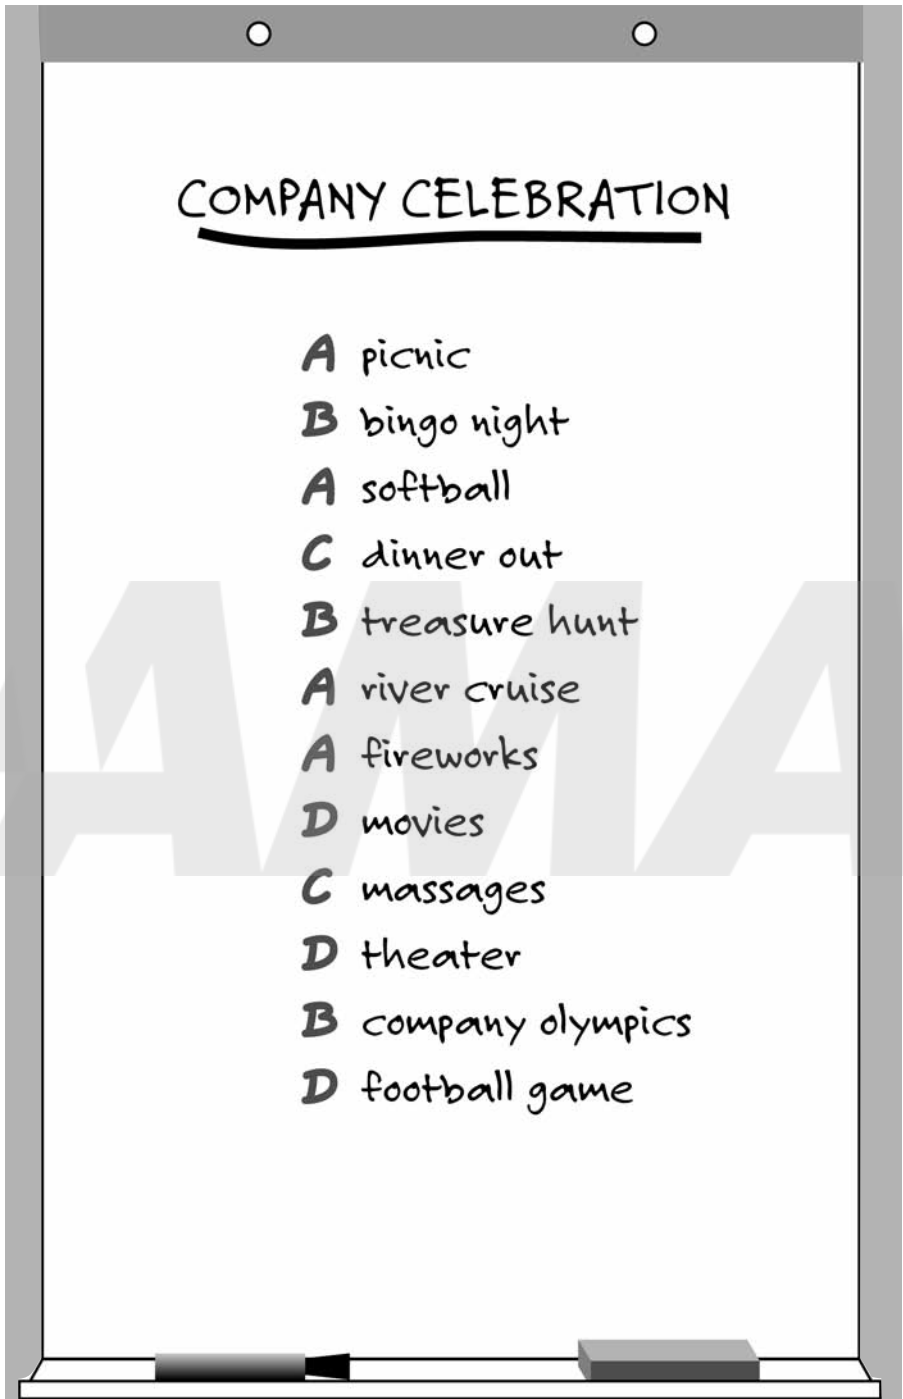 COMPANY CELEBRATION
A picnic
B bingo night
A softball
C dinner out
B treasure hunt
A river cruise
A fireworks
D movies
C massages
D theater
B company olympics
D football game
AMA